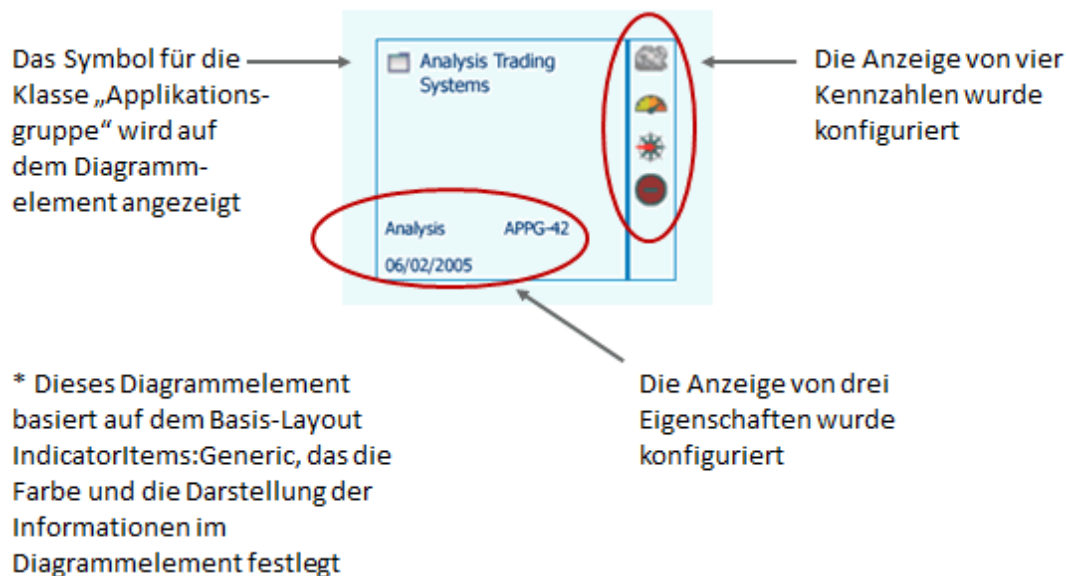 Das Symbol für die
Klasse „Applikations-
gruppe“ wird auf
dem Diagramm-
element angezeigt
Analysis Trading
Systems
Analysis APPG-42
06/02/2005
Die Anzeige von vier
Kennzahlen wurde
konfiguriert
* Dieses Diagrammelement
basiert auf dem Basis-Layout
IndicatorItems:Generic, das die
Farbe und die Darstellung der
Informationen im
Diagrammelement festlegt
Die Anzeige von drei
Eigenschaften wurde
konfiguriert